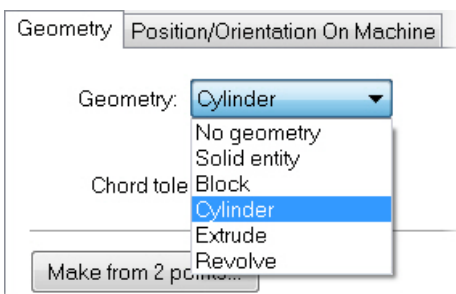 Geometry Position/Orientation On Machine
Geometry: Cylinder
No geometry
Solid entity
Chord tole Block
Cylinder
Extrude
Revolve
Make from 2 points...